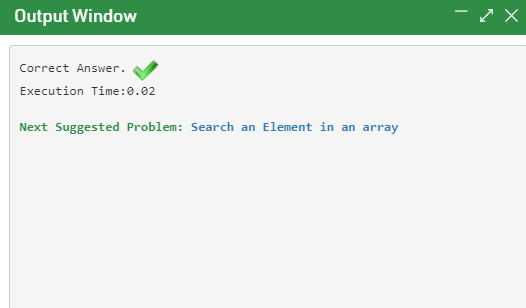 Output Window
Correct Answer.
Execution Time:0.02
Next Suggested Problem: Search an Element in an array